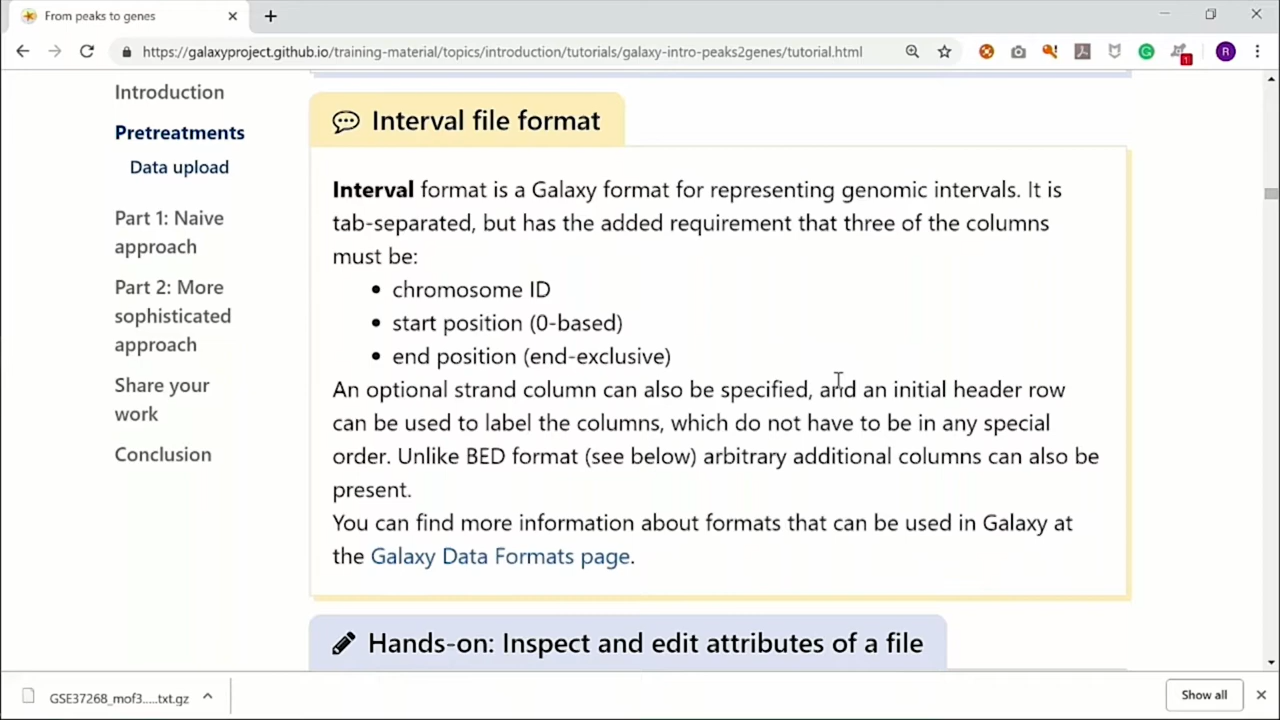 From peaks to genes
https://galaxyproject.github.io/training-material/topics/introduction/tutorials/galaxy-intro-peaks2genes/tutorial.html
1
R
Introduction
Pretreatments
Data upload
Part 1: Naive
approach
Part 2: More
sophisticated
approach
Share your
work
Conclusion
Interval file format
Interval format is a Galaxy format for representing genomic intervals. It is
tab-separated, but has the added requirement that three of the columns
must be:
• chromosome ID
• start position (0-based)
• end position (end-exclusive)
An optional strand column can also be specified, and an initial header row
can be used to label the columns, which do not have to be in any special
order. Unlike BED format (see below) arbitrary additional columns can also be
present.
You can find more information about formats that can be used in Galaxy at
the Galaxy Data Formats page.
Hands-on: Inspect and edit attributes of a file
GSE37268_mof3.....txt.gz
Show all